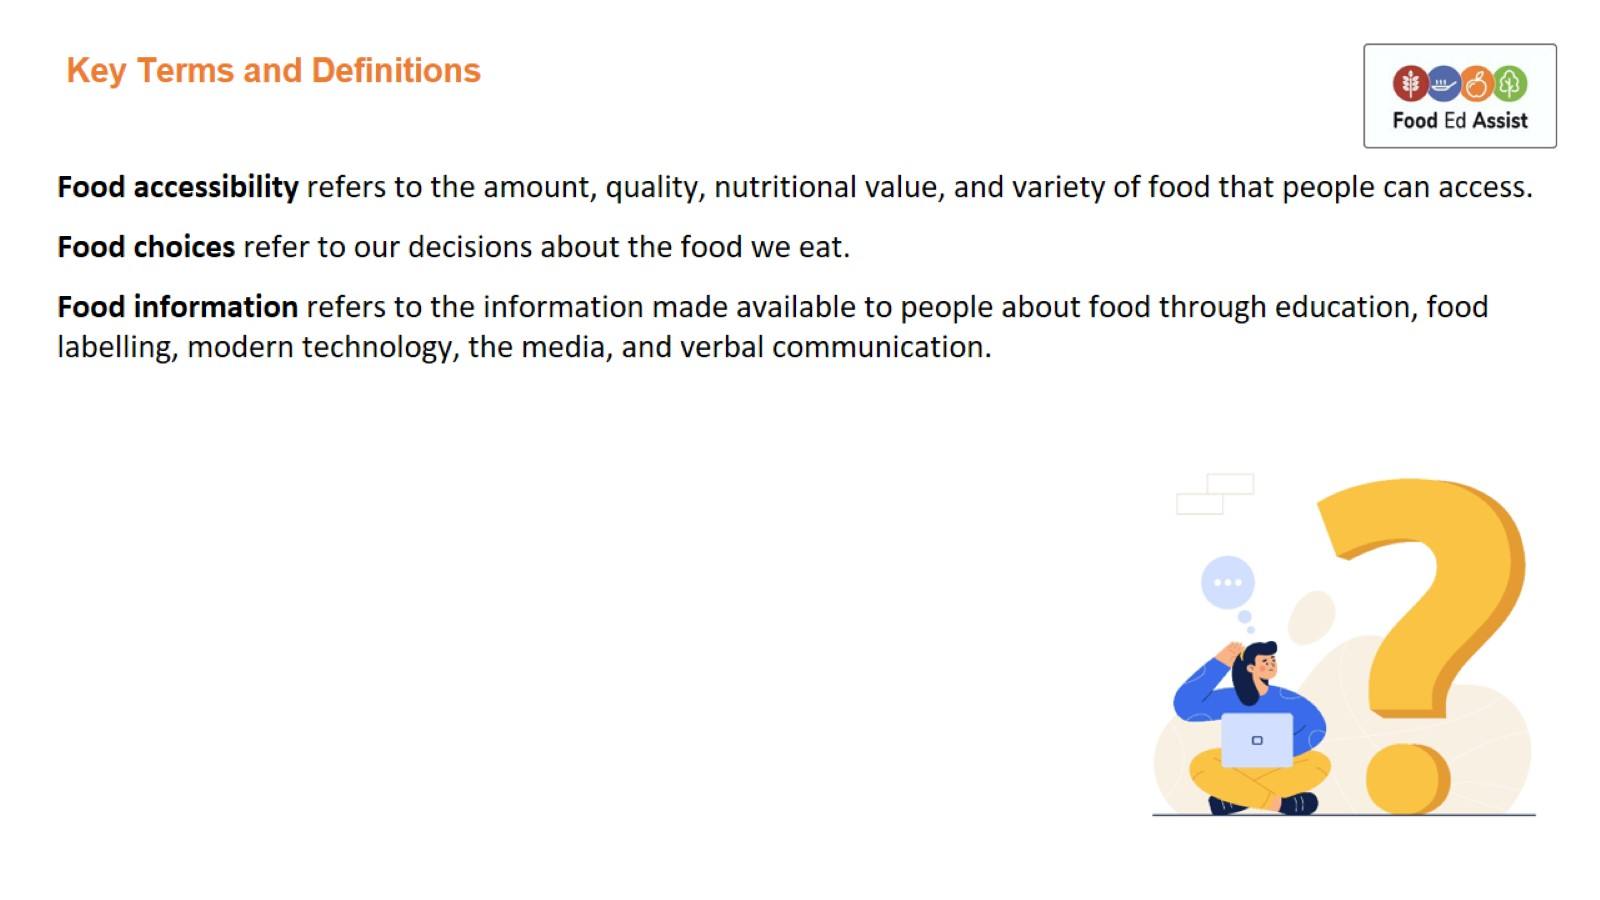 Key Terms and Definitions
Food Ed Assist
Food accessibility refers to the amount, quality, nutritional value, and variety of food that people can access.
Food choices refer to our decisions about the food we eat.
Food information refers to the information made available to people about food through education, food
labelling, modern technology, the media, and verbal communication.